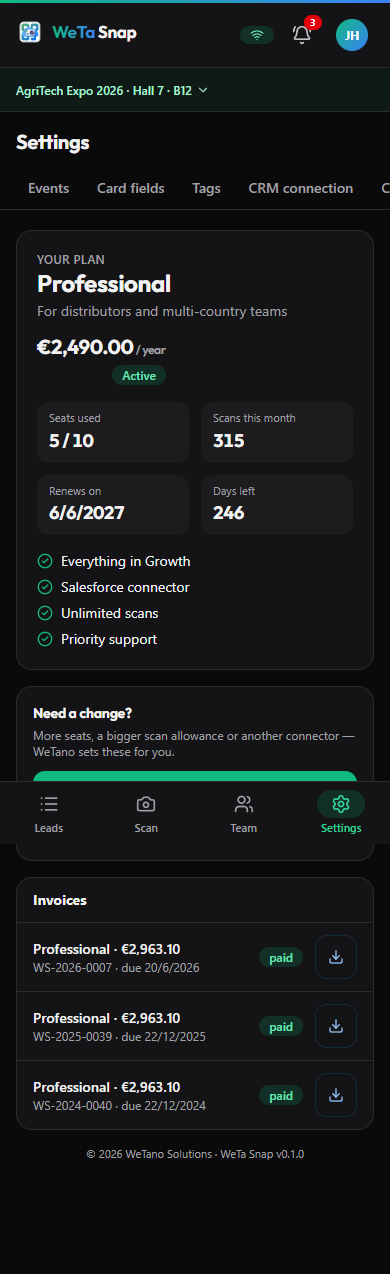 WeTa Snap
3
JH
AgriTech Expo 2026 · Hall 7 · B12
Settings
Events Card fields Tags CRM connection C
YOUR PLAN
Professional
For distributors and multi-country teams
€2,490.00 / year
Active
Seats used
5 / 10
Scans this month
315
Renews on
6/6/2027
Days left
246
Everything in Growth
Salesforce connector
Unlimited scans
Priority support
Need a change?
More seats, a bigger scan allowance or another connector —
WeTano sets these for you.
Leads Scan Team Settings
Invoices
Professional · €2,963.10
WS-2026-0007 · due 20/6/2026
paid
Professional · €2,963.10
WS-2025-0039 · due 22/12/2025
paid
Professional · €2,963.10
WS-2024-0040 · due 22/12/2024
paid
© 2026 WeTano Solutions · WeTa Snap v0.1.0